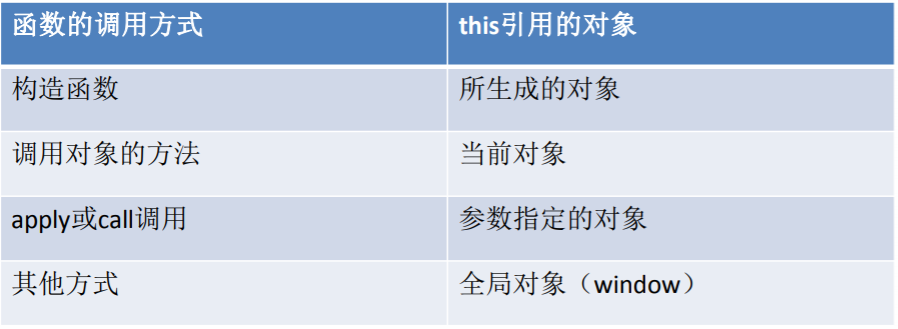 函数的调用方式 this引用的对象
构造函数 所生成的对象
调用对象的方法 当前对象
apply或call调用 参数指定的对象
其他方式 全局对象（window）